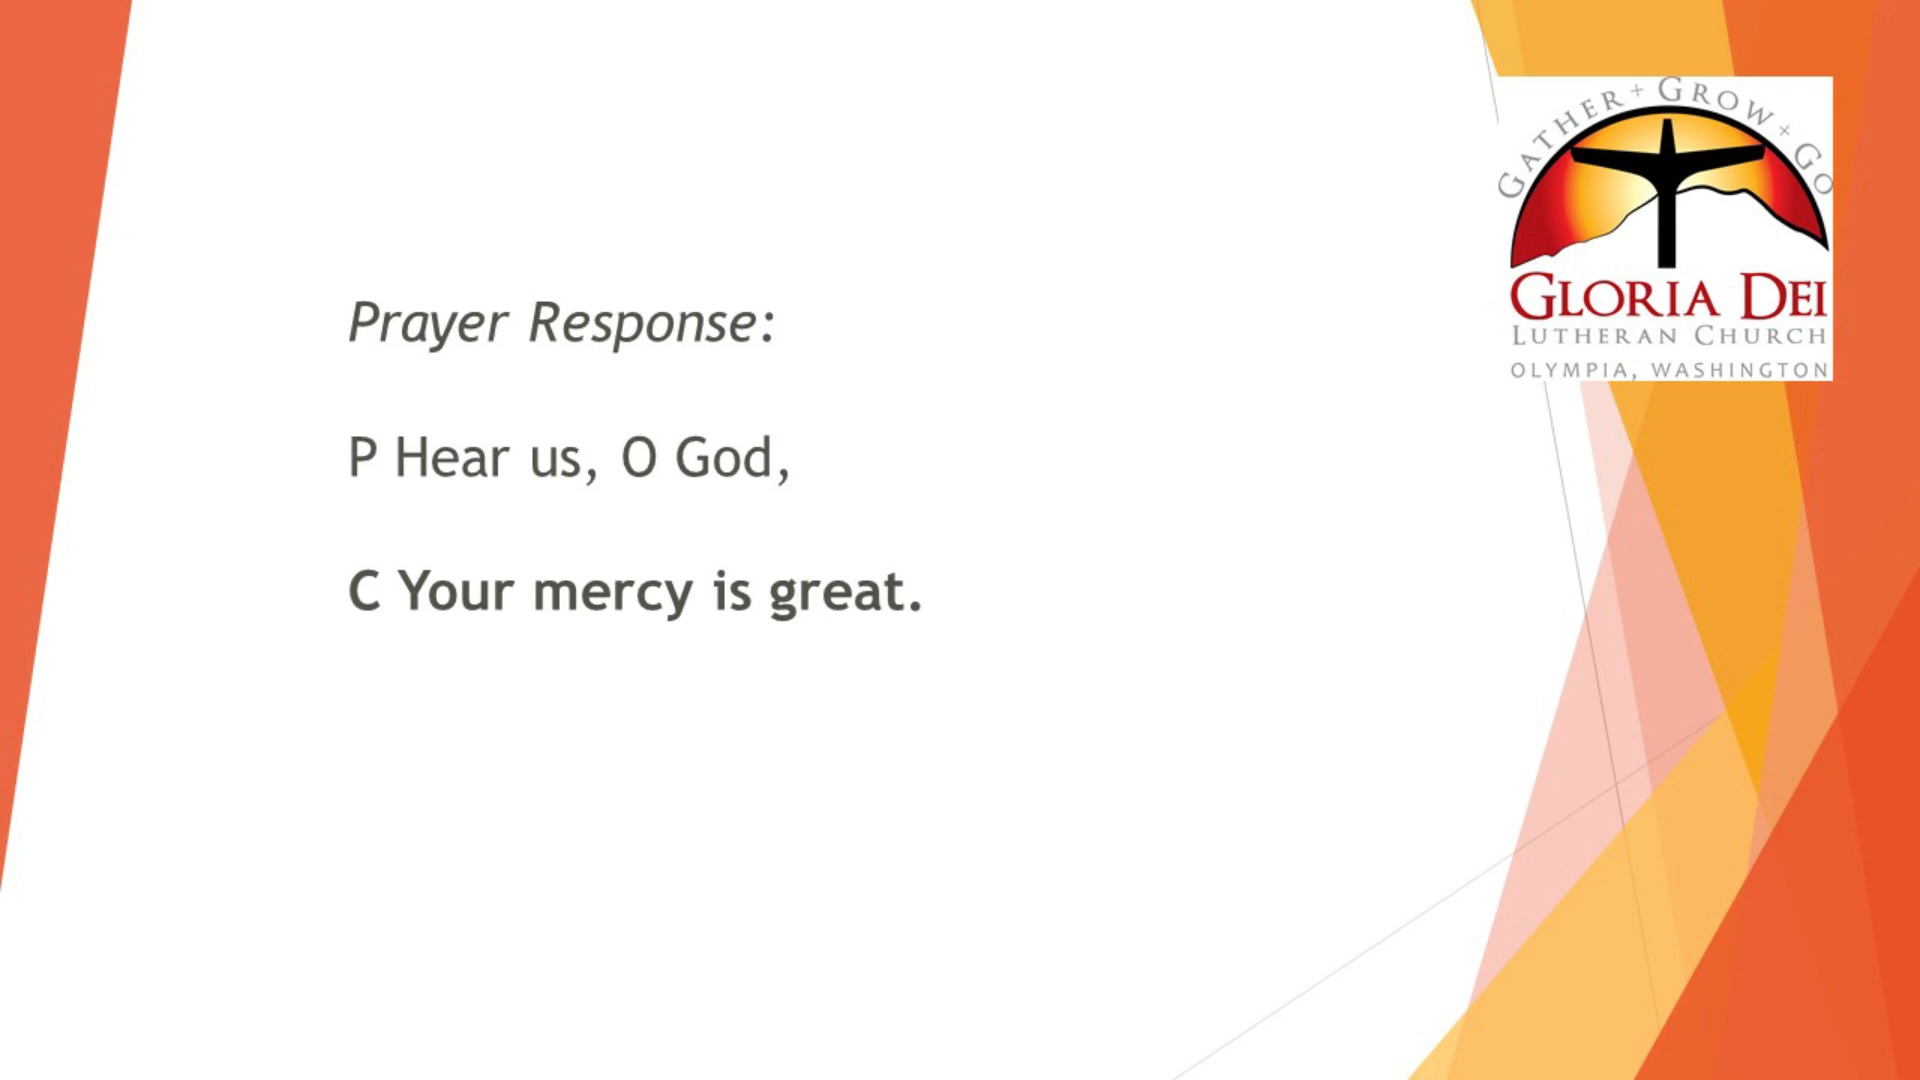 Prayer Response:
P Hear us, O God,
C Your mercy is great.
GATHER + GROW + GO
GLORIA DEI
LUTHERAN CHURCH
OLYMPIA, WASHINGTON